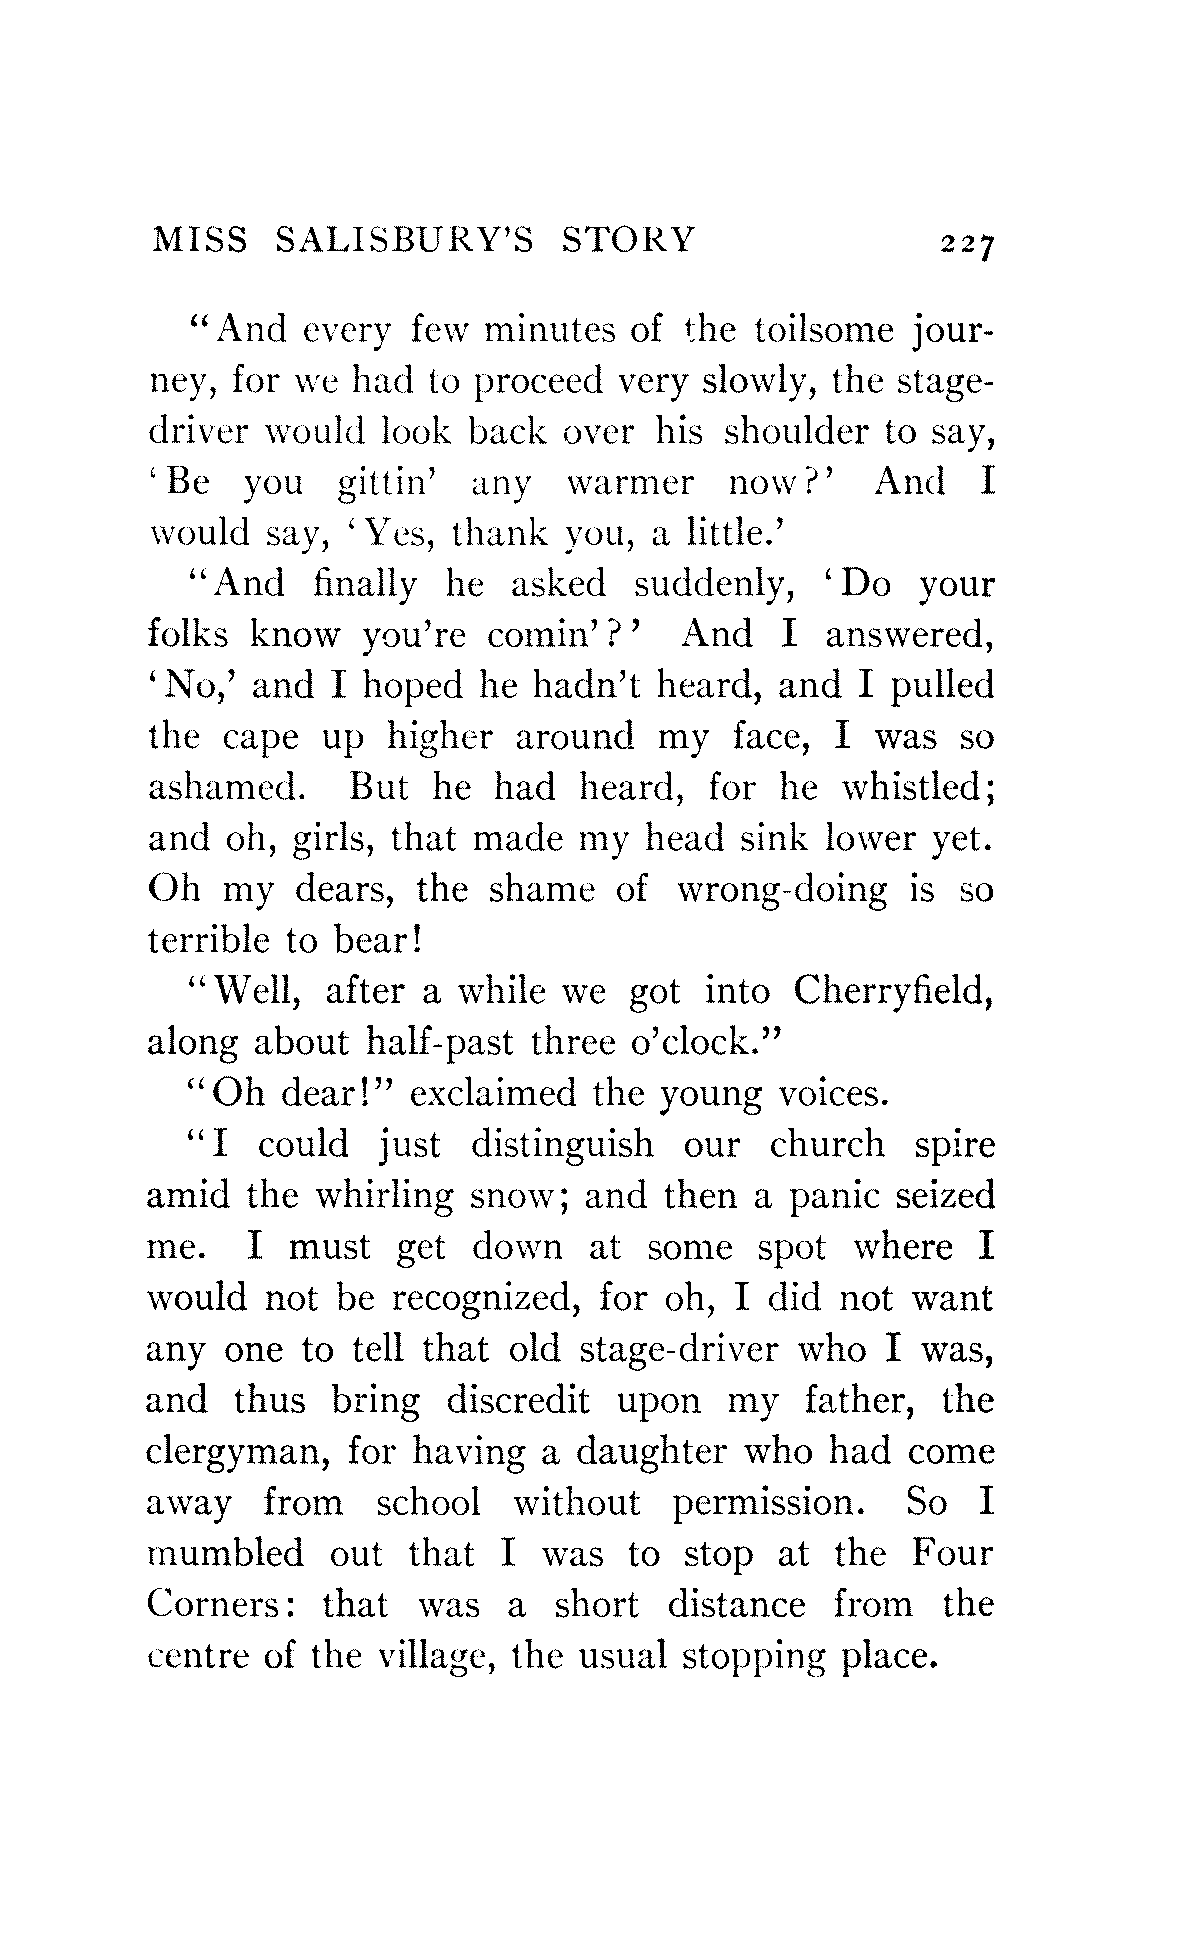 MISS SALISBURY'S STORY 227
"And every few minutes of the toilsome jour-
ney, for we had to proceed very slowly, the stage-
driver would look back over his shoulder to say,
'Be you gittin' any warmer now?' And I
would say, 'Yes, thank you, a little.'
"And finally he asked suddenly, 'Do your
folks know you're comin'?' And I answered,
'No,' and I hoped he hadn't heard, and I pulled
the cape up higher around my face, I was so
ashamed. But he had heard, for he whistled;
and oh, girls, that made my head sink lower yet.
Oh my dears, the shame of wrong-doing is so
terrible to bear!
"Well, after a while we got into Cherryfield,
along about half-past three o'clock."
"Oh dear!" exclaimed the young voices.
"I could just distinguish our church spire
amid the whirling snow; and then a panic seized
me. I must get down at some spot where I
would not be recognized, for oh, I did not want
any one to tell that old stage-driver who I was,
and thus bring discredit upon my father, the
clergyman, for having a daughter who had come
away from school without permission. So I
mumbled out that I was to stop at the Four
Corners: that was a short distance from the
centre of the village, the usual stopping place.